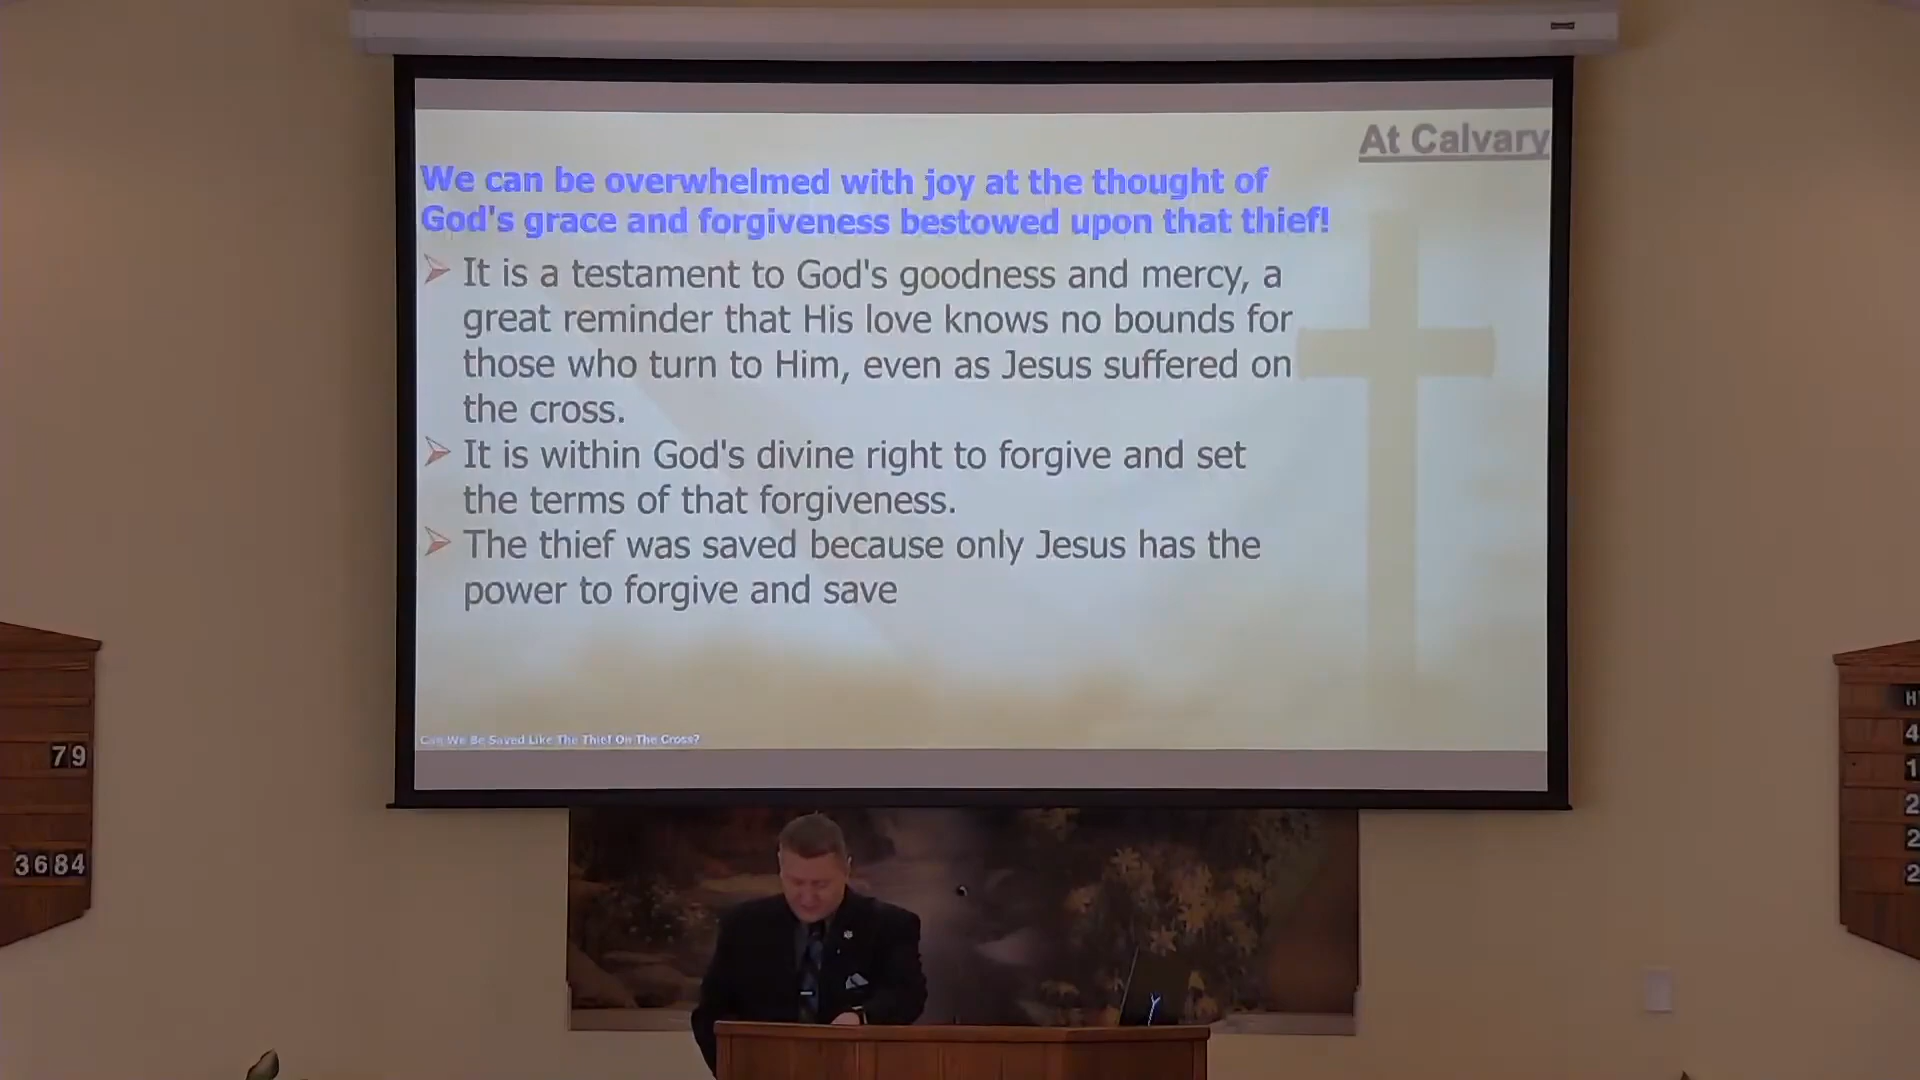 At Calvary
We can be overwhelmed with joy at the thought of
God's grace and forgiveness bestowed upon that thief!
It is a testament to God's goodness and mercy, a
great reminder that His love knows no bounds for
those who turn to Him, even as Jesus suffered on
the cross.
It is within God's divine right to forgive and set
the terms of that forgiveness.
The thief was saved because only Jesus has the
power to forgive and save
Can We Be Saved Like The Thief On The Cross?
79
3684
H
4
1
2
2
2